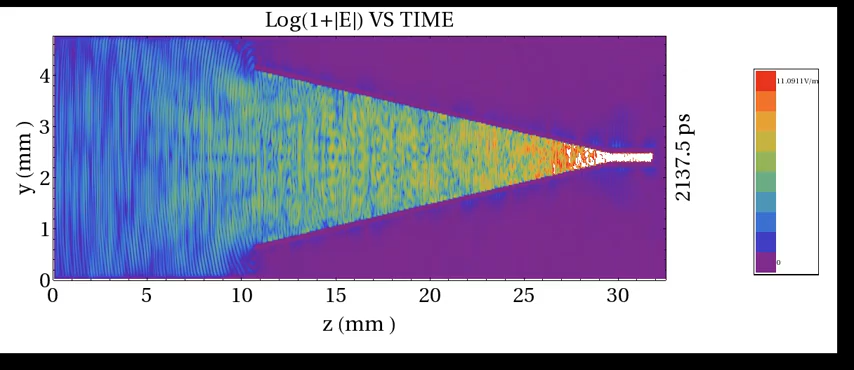 Log(1+|E|) VS TIME
4
3
2
1
0
y (mm )
0 5 10 15 20 25 30
z (mm )
2137.5 ps
11.0911V/m
0